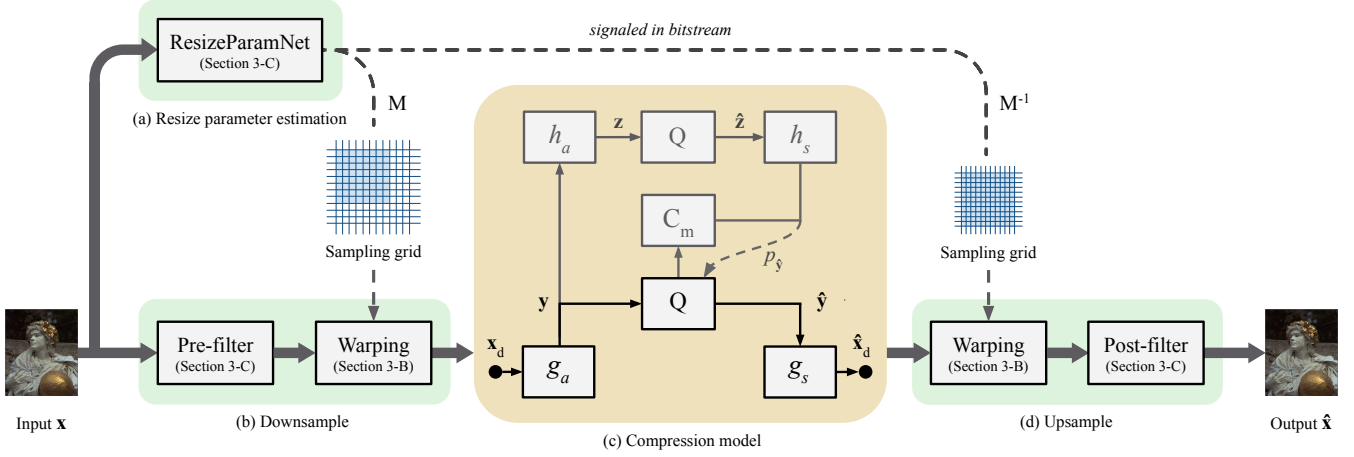 signaled in bitstream
ResizeParamNet
(Section 3-C)
(a) Resize parameter estimation
M
M⁻¹
h_a
z
Q
ẑ
h_s
C_m
p_ŷ
Sampling grid
Sampling grid
y
Q
ŷ
x_d
g_a
g_s
x̂_d
Pre-filter
(Section 3-C)
Warping
(Section 3-B)
Warping
(Section 3-B)
Post-filter
(Section 3-C)
Input x
(b) Downsample
(c) Compression model
(d) Upsample
Output x̂